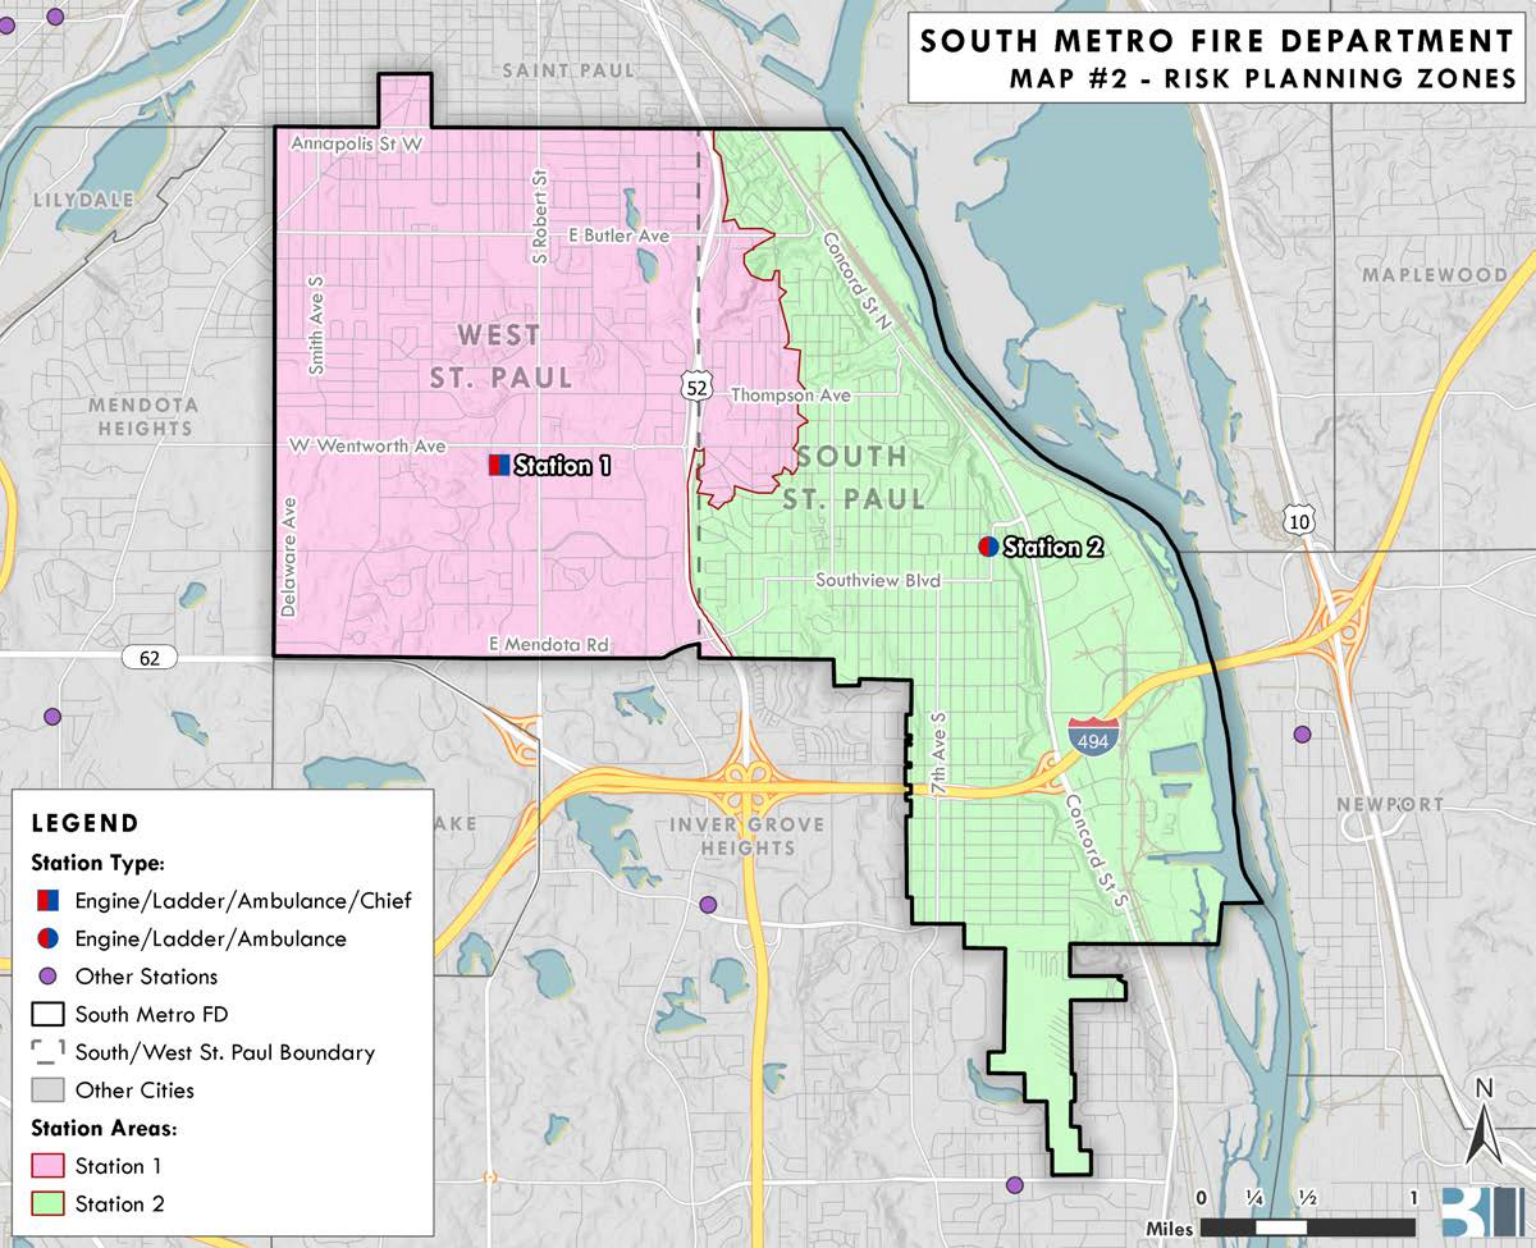 SOUTH METRO FIRE DEPARTMENT
MAP #2 - RISK PLANNING ZONES
SAINT PAUL
Annapolis St W
LILYDALE
S Robert St
E Butler Ave
Concord St N
MAPLEWOOD
Smith Ave S
WEST
ST. PAUL
52
Thompson Ave
MENDOTA
HEIGHTS
W Wentworth Ave
Station 1
SOUTH
ST. PAUL
10
Delaware Ave
Station 2
Southview Blvd
E Mendota Rd
62
7th Ave S
494
NEWPORT
Concord St S
AKE
INVER GROVE
HEIGHTS
LEGEND
Station Type:
Engine/Ladder/Ambulance/Chief
Engine/Ladder/Ambulance
Other Stations
South Metro FD
South/West St. Paul Boundary
Other Cities
Station Areas:
Station 1
Station 2
N
0 ¼ ½ 1
Miles